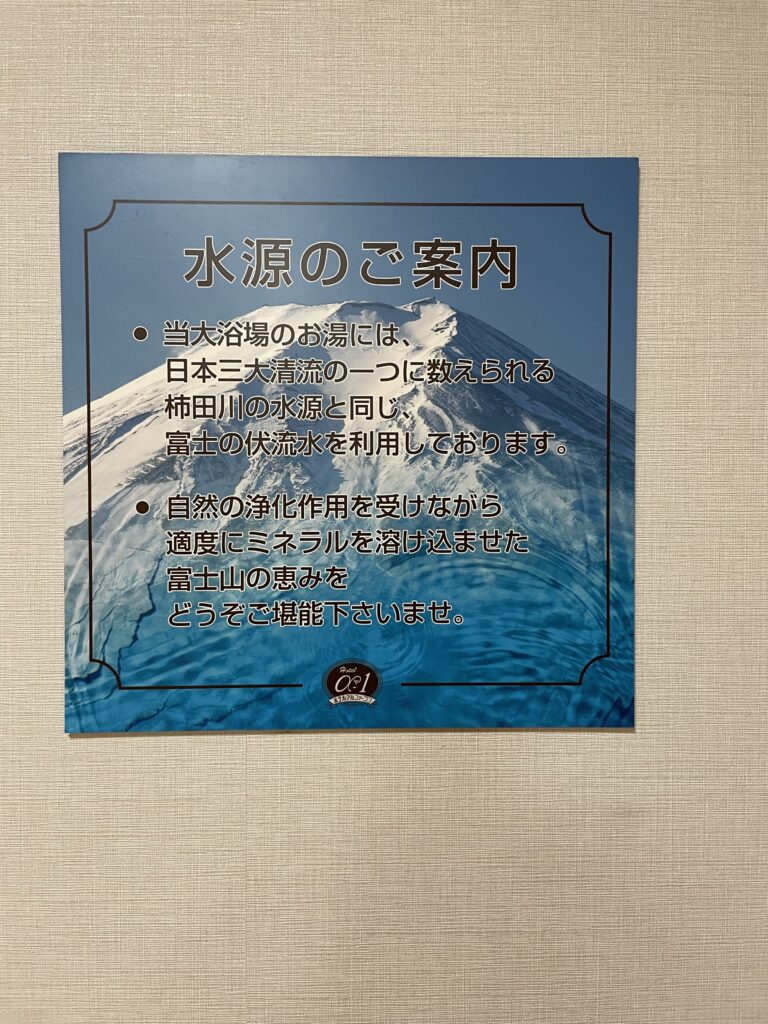 水源のご案内
● 当大浴場のお湯には、
日本三大清流の一つに数えられる
柿田川の水源と同じ、
富士の伏流水を利用しております。
● 自然の浄化作用を受けながら
適度にミネラルを溶け込ませた
富士山の恵みを
どうぞご堪能下さいませ。
Hotel
α・1